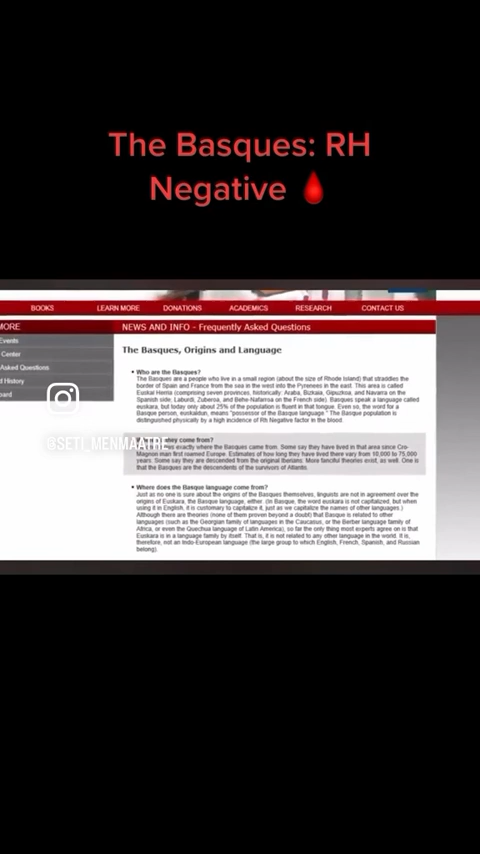 The Basques: RH
Negative 🩸
BOOKS LEARN MORE DONATIONS ACADEMICS RESEARCH CONTACT US
MORE
NEWS AND INFO - Frequently Asked Questions
Events
Center
Asked Questions
d History
oard
The Basques, Origins and Language
Who are the Basques?
The Basques are a people who live in a small region (about the size of Rhode Island) that straddles the
border of Spain and France from the sea in the west into the Pyrenees in the east. This area is called
Euskal Herria (comprising seven provinces, historically: Araba, Bizkaia, Gipuzkoa, and Navarra on the
Spanish side; Laburdi, Zuberoa, and Behe-Nafarroa on the French side). Basques speak a language called
euskara, but today only about 25% of the population is fluent in that tongue. Even so, the word for a
Basque person, euskaldun, means "possessor of the Basque language." The Basque population is
distinguished physically by a high incidence of Rh Negative factor in the blood.
@SETI_MENMAATRE
they come from?
exactly where the Basques came from. Some say they have lived in that area since Cro-
Magnon man first roamed Europe. Estimates of how long they have lived there vary from 10,000 to 75,000
years. Some say they are descended from the original Iberians. More fanciful theories exist, as well. One is
that the Basques are the descendents of the survivors of Atlantis.
Where does the Basque language come from?
Just as no one is sure about the origins of the Basques themselves, linguists are not in agreement over the
origins of Euskara, the Basque language, either. (In Basque, the word euskara is not capitalized, but when
using it in English, it is customary to capitalize it, just as we capitalize the names of other languages.)
Although there are theories (none of them proven beyond a doubt) that Basque is related to other
languages (such as the Georgian family of languages in the Caucasus, or the Berber language family of
Africa, or even the Quechua language of Latin America), so far the only thing most experts agree on is that
Euskara is in a language family by itself. That is, it is not related to any other language in the world. It is,
therefore, not an Indo-European language (the large group to which English, French, Spanish, and Russian
belong).